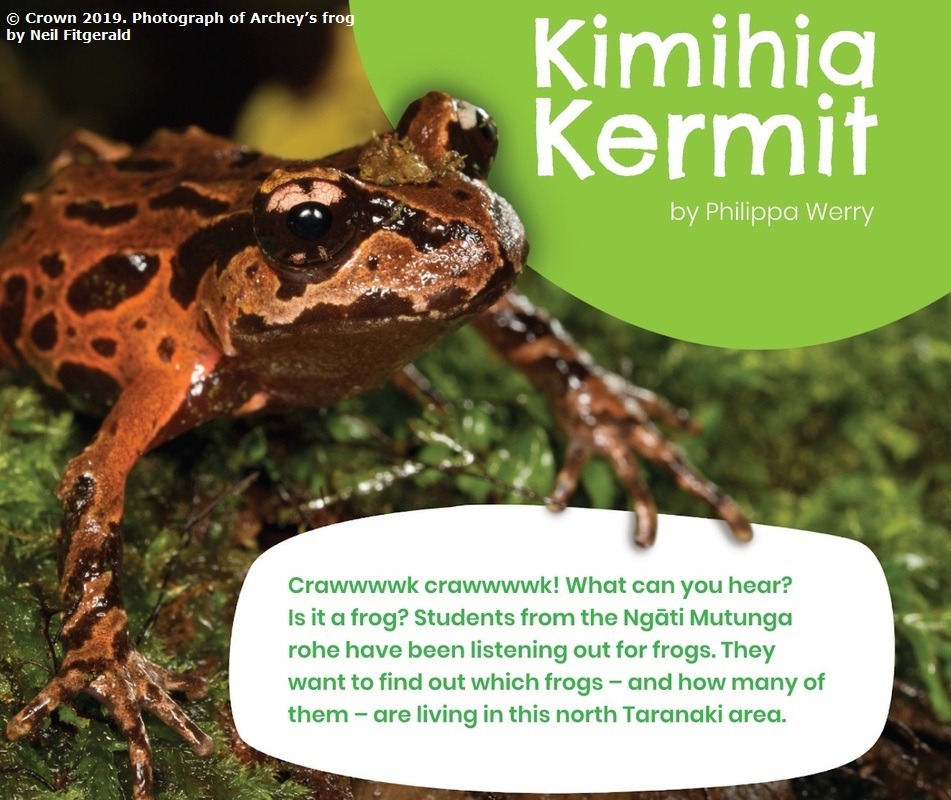 © Crown 2019. Photograph of Archey’s frog
by Neil Fitgerald
Kimihia
Kermit
by Philippa Werry
Crawwwwk crawwwwk! What can you hear?
Is it a frog? Students from the Ngāti Mutunga
rohe have been listening out for frogs. They
want to find out which frogs – and how many of
them – are living in this north Taranaki area.